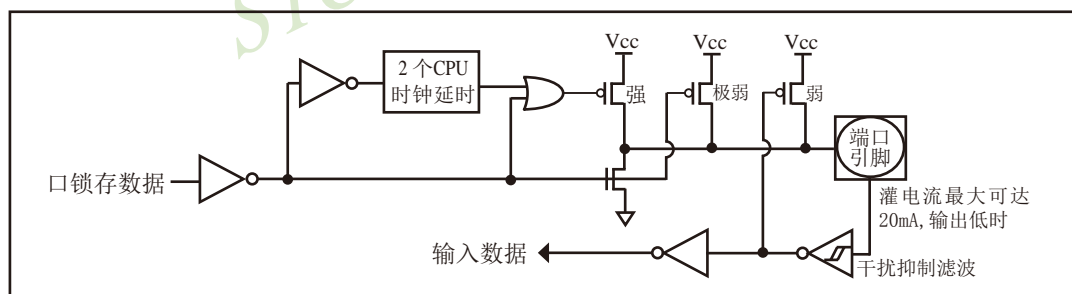 Vcc
Vcc
Vcc
2 个CPU
时钟延时
强
极弱
弱
端口
引脚
口锁存数据
灌电流最大可达
20mA,输出低时
输入数据
干扰抑制滤波